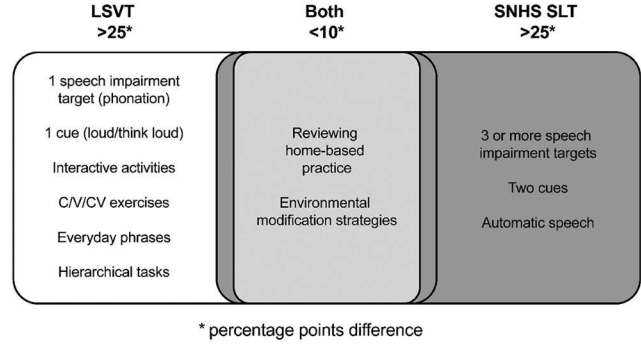 LSVT
>25*
Both
<10*
SNHS SLT
>25*
1 speech impairment
target (phonation)
1 cue (loud/think loud)
Interactive activities
C/V/CV exercises
Everyday phrases
Hierarchical tasks
Reviewing
home-based
practice
Environmental
modification strategies
3 or more speech
impairment targets
Two cues
Automatic speech
* percentage points difference